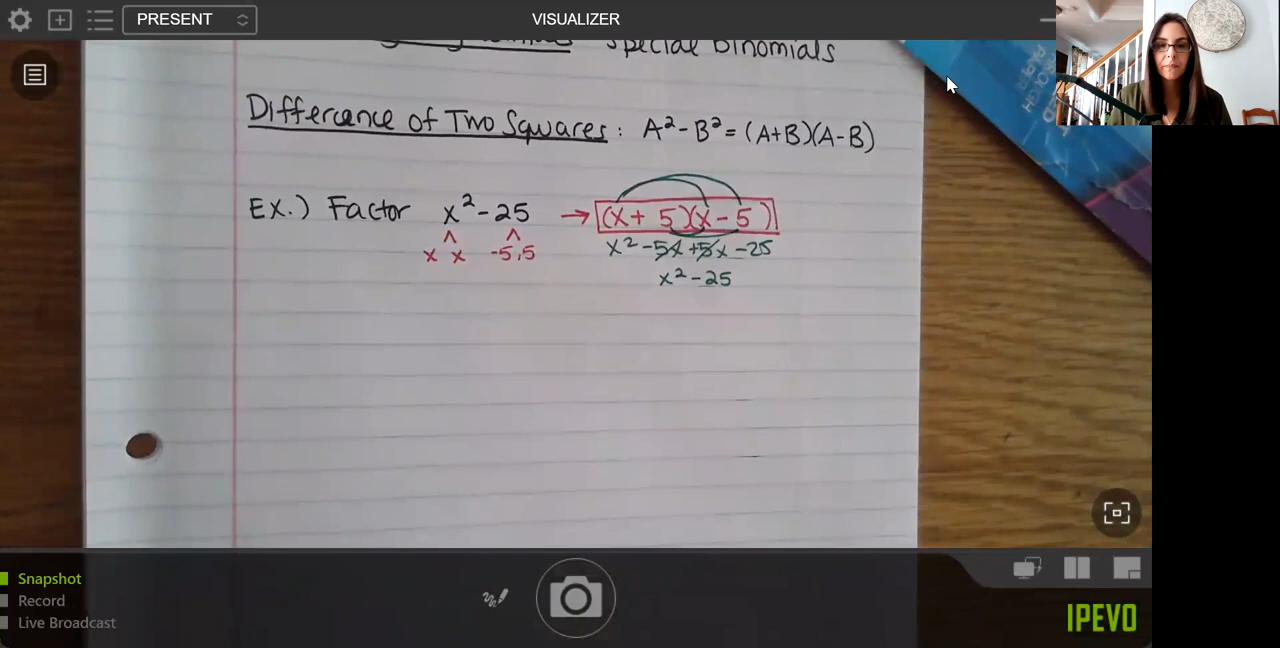 PRESENT
VISUALIZER
Special Binomials
Difference of Two Squares: A² - B² = (A+B)(A-B)
Ex.) Factor x² - 25 → (x + 5)(x - 5)
x x -5,5 x² - 5x + 5x - 25
x² - 25
Snapshot
Record
Live Broadcast
IPEVO